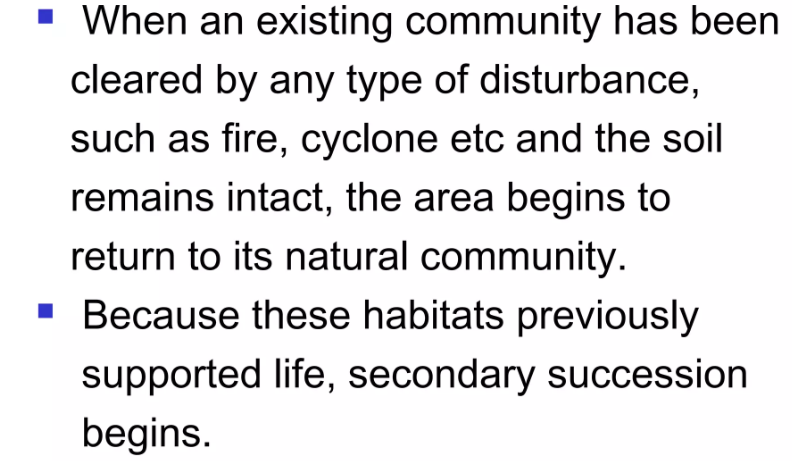 When an existing community has been
cleared by any type of disturbance,
such as fire, cyclone etc and the soil
remains intact, the area begins to
return to its natural community.
Because these habitats previously
supported life, secondary succession
begins.